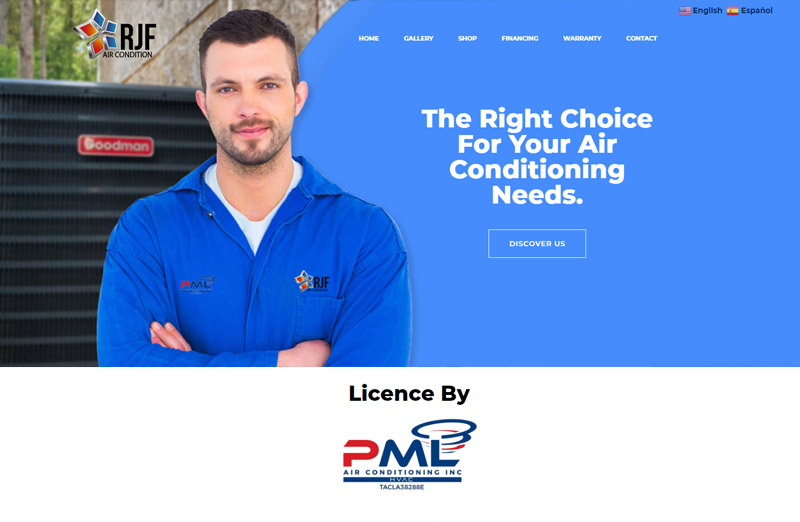 English Español
RJF
AIR CONDITION
HOME GALLERY SHOP FINANCING WARRANTY CONTACT
Goodman
The Right Choice
For Your Air
Conditioning
Needs.
DISCOVER US
PML
RJF
Licence By
PML
AIR CONDITIONING INC
HVAC
TACLA38288E